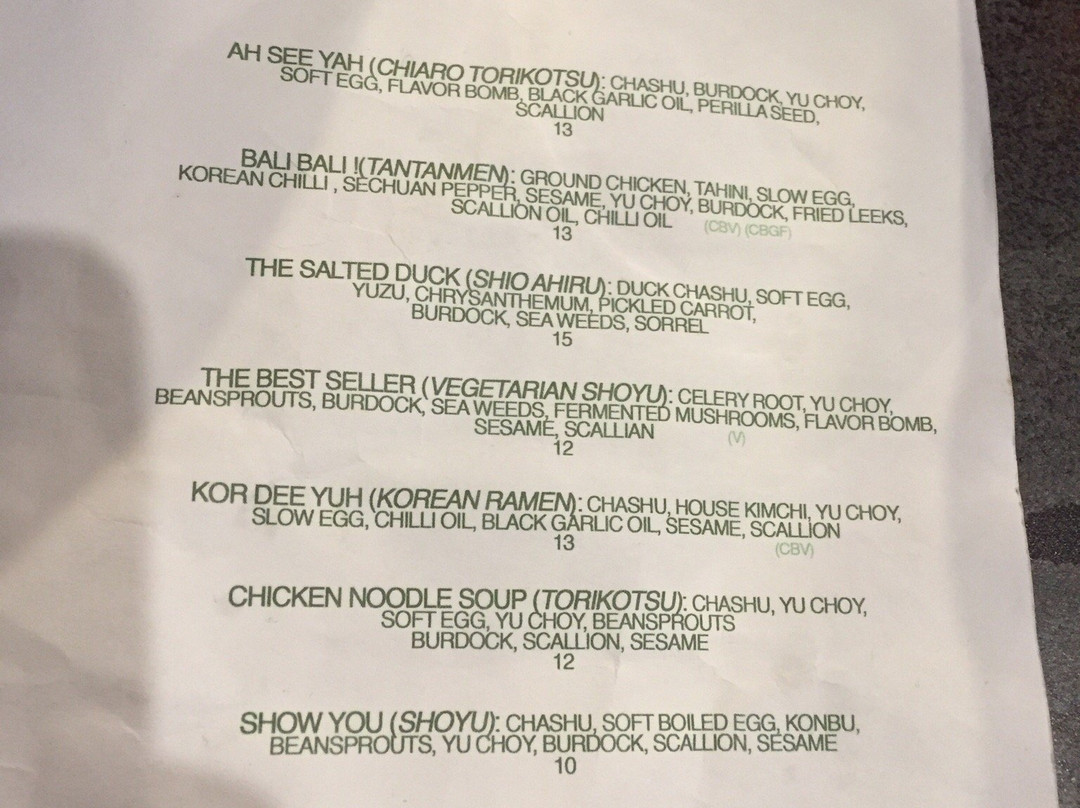 AH SEE YAH (CHIARO TORIKOTSU): CHASHU, BURDOCK, YU CHOY,
SOFT EGG, FLAVOR BOMB, BLACK GARLIC OIL, PERILLA SEED,
SCALLION
13
BALI BALI !(TANTANMEN): GROUND CHICKEN, TAHINI, SLOW EGG,
KOREAN CHILLI , SECHUAN PEPPER, SESAME, YU CHOY, BURDOCK, FRIED LEEKS,
SCALLION OIL, CHILLI OIL (CBV) (CBGF)
13
THE SALTED DUCK (SHIO AHIRU): DUCK CHASHU, SOFT EGG,
YUZU, CHRYSANTHEMUM, PICKLED CARROT,
BURDOCK, SEA WEEDS, SORREL
15
THE BEST SELLER (VEGETARIAN SHOYU): CELERY ROOT, YU CHOY,
BEANSPROUTS, BURDOCK, SEA WEEDS, FERMENTED MUSHROOMS, FLAVOR BOMB,
SESAME, SCALLIAN (V)
12
KOR DEE YUH (KOREAN RAMEN): CHASHU, HOUSE KIMCHI, YU CHOY,
SLOW EGG, CHILLI OIL, BLACK GARLIC OIL, SESAME, SCALLION
13 (CBV)
CHICKEN NOODLE SOUP (TORIKOTSU): CHASHU, YU CHOY,
SOFT EGG, YU CHOY, BEANSPROUTS
BURDOCK, SCALLION, SESAME
12
SHOW YOU (SHOYU): CHASHU, SOFT BOILED EGG, KONBU,
BEANSPROUTS, YU CHOY, BURDOCK, SCALLION, SESAME
10